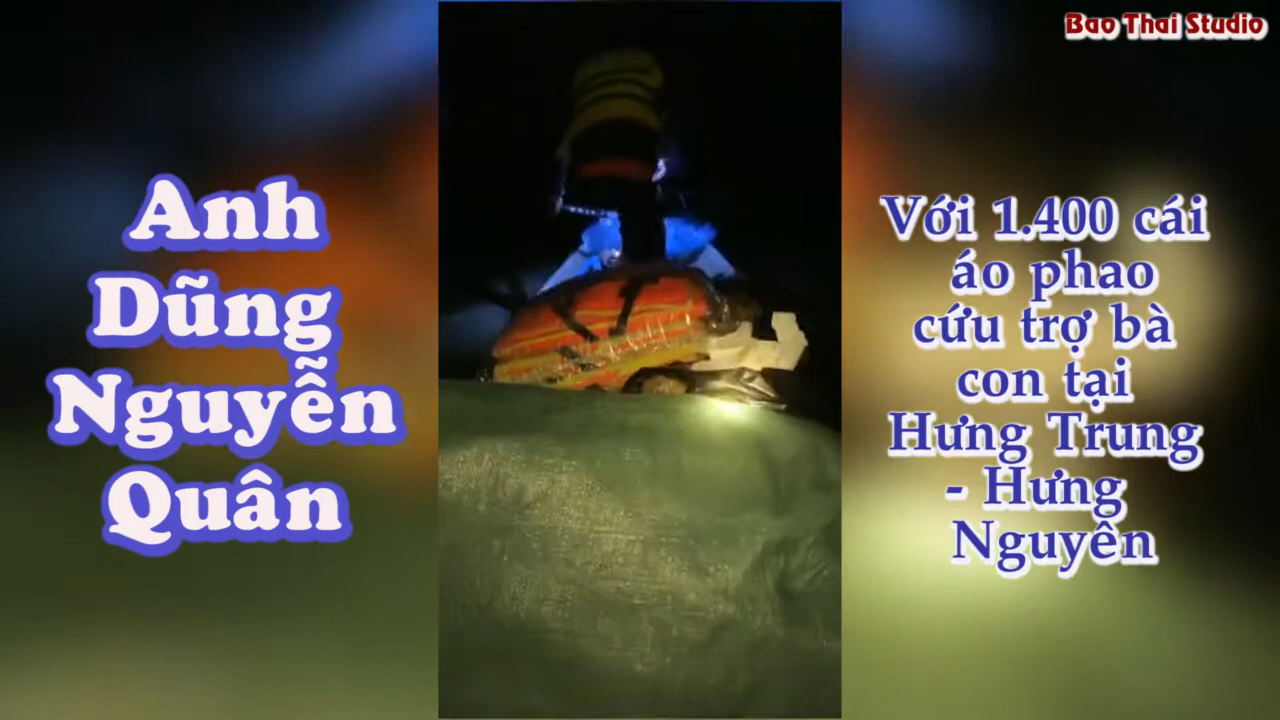 Bao Thai Studio
Anh
Dũng
Nguyễn
Quân
Với 1.400 cái
áo phao
cứu trợ bà
con tại
Hưng Trung
- Hưng
Nguyên